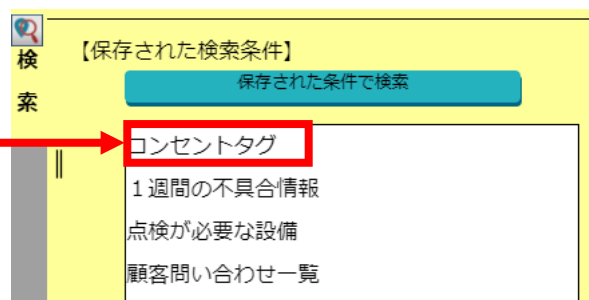 検索
【保存された検索条件】
保存された条件で検索
コンセントタグ
１週間の不具合情報
点検が必要な設備
顧客問い合わせ一覧